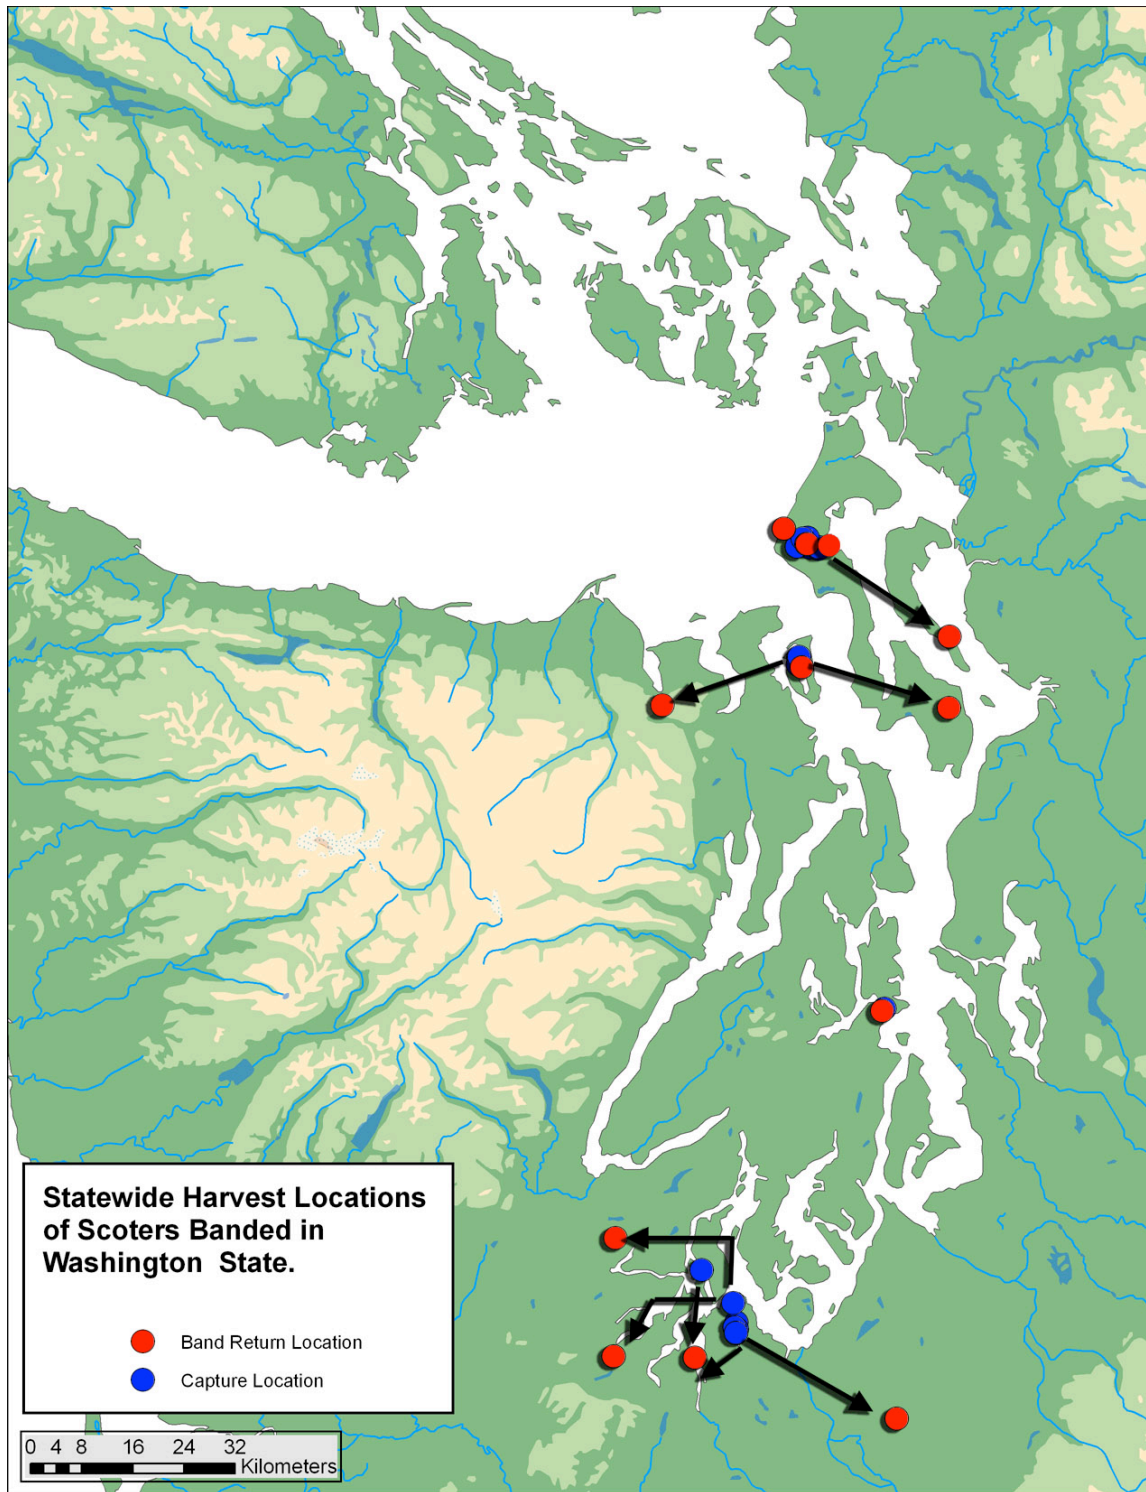 Statewide Harvest Locations
of Scoters Banded in
Washington  State.
Band Return Location
Capture Location
0 4 8 16 24 32
Kilometers